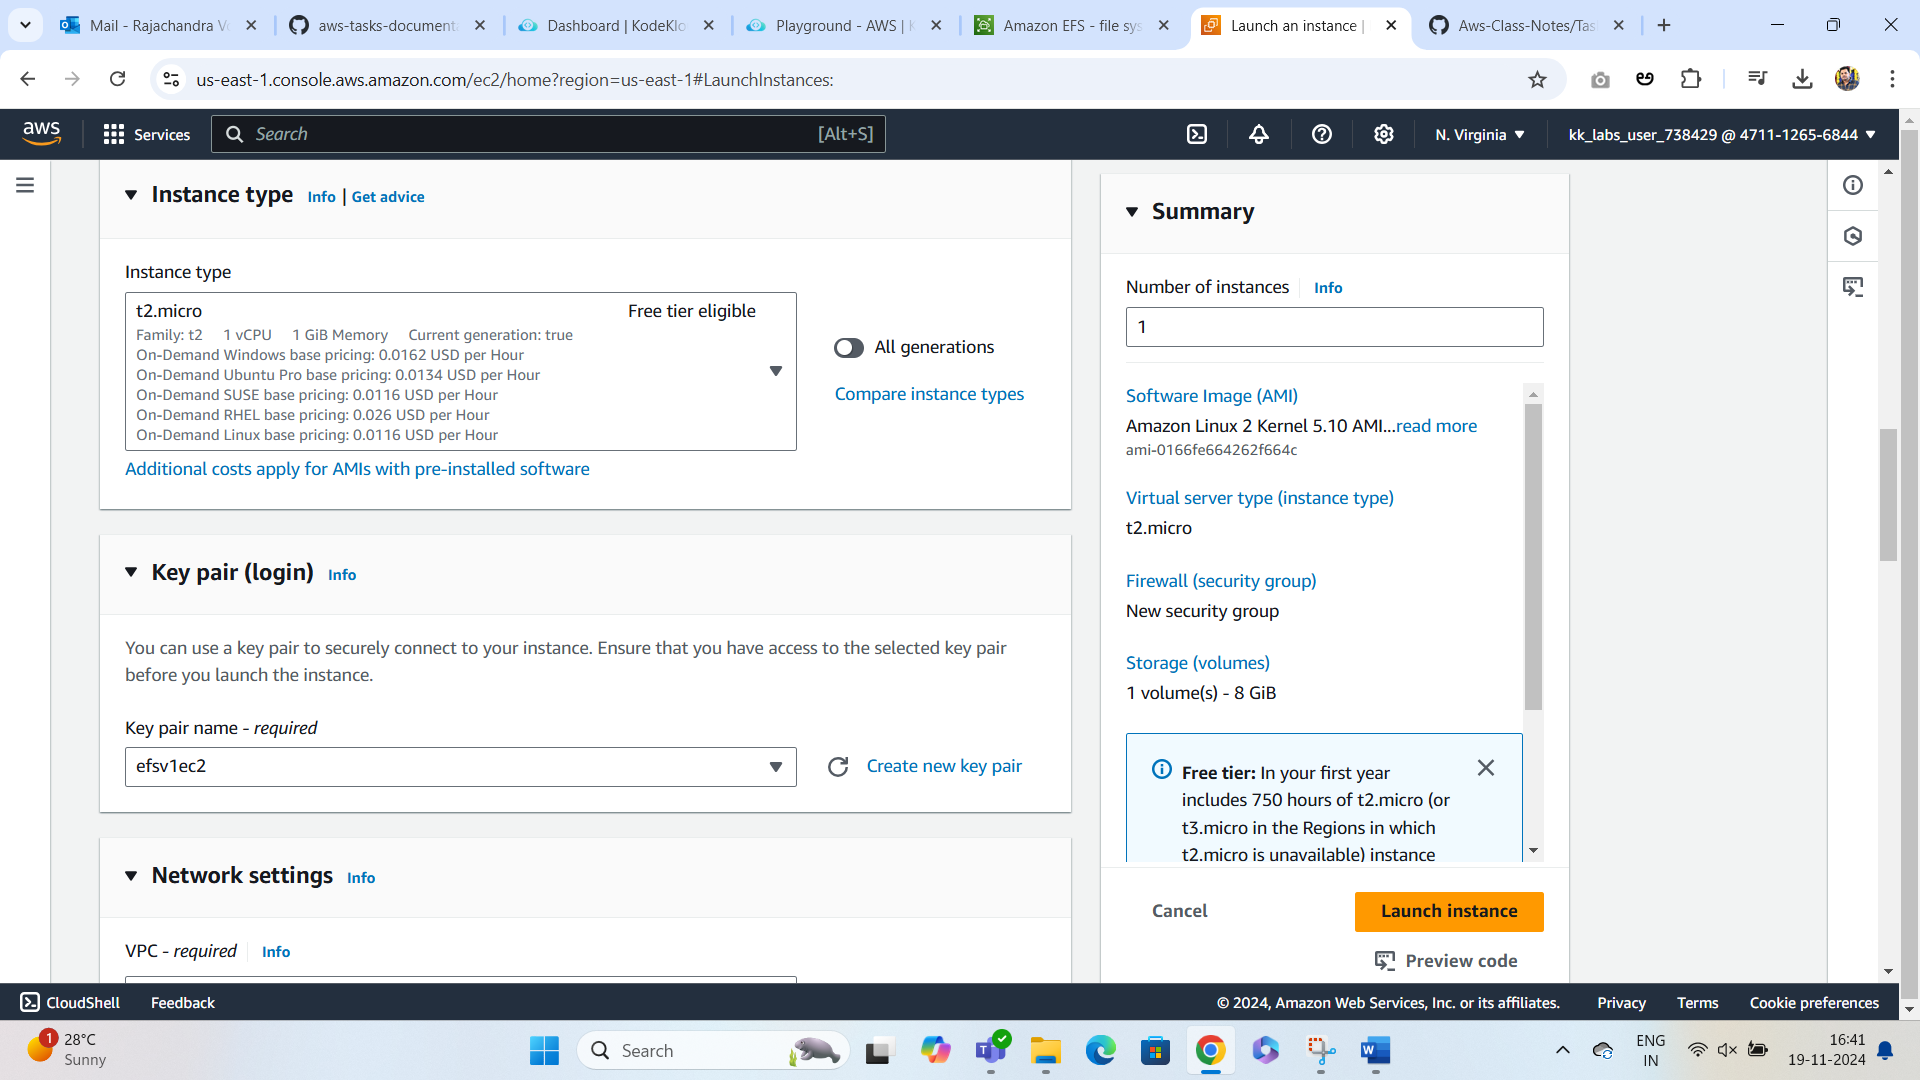 Mail - Rajachandra Vo
aws-tasks-documenta
Dashboard | KodeKlo
Playground - AWS | K
Amazon EFS - file sys
Launch an instance |
Aws-Class-Notes/Tas
us-east-1.console.aws.amazon.com/ec2/home?region=us-east-1#LaunchInstances:
aws
Services
Search
[Alt+S]
N. Virginia
kk_labs_user_738429 @ 4711-1265-6844
Instance type Info | Get advice
Instance type
t2.micro Free tier eligible
Family: t2 1 vCPU 1 GiB Memory Current generation: true
On-Demand Windows base pricing: 0.0162 USD per Hour
On-Demand Ubuntu Pro base pricing: 0.0134 USD per Hour
On-Demand SUSE base pricing: 0.0116 USD per Hour
On-Demand RHEL base pricing: 0.026 USD per Hour
On-Demand Linux base pricing: 0.0116 USD per Hour
All generations
Compare instance types
Additional costs apply for AMIs with pre-installed software
Key pair (login) Info
You can use a key pair to securely connect to your instance. Ensure that you have access to the selected key pair
before you launch the instance.
Key pair name - required
efsv1ec2
Create new key pair
Network settings Info
VPC - required Info
Summary
Number of instances Info
1
Software Image (AMI)
Amazon Linux 2 Kernel 5.10 AMI...read more
ami-0166fe664262f664c
Virtual server type (instance type)
t2.micro
Firewall (security group)
New security group
Storage (volumes)
1 volume(s) - 8 GiB
Free tier: In your first year
includes 750 hours of t2.micro (or
t3.micro in the Regions in which
t2.micro is unavailable) instance
Cancel
Launch instance
Preview code
CloudShell
Feedback
© 2024, Amazon Web Services, Inc. or its affiliates.
Privacy
Terms
Cookie preferences
1
28°C
Sunny
Search
ENG
IN
16:41
19-11-2024